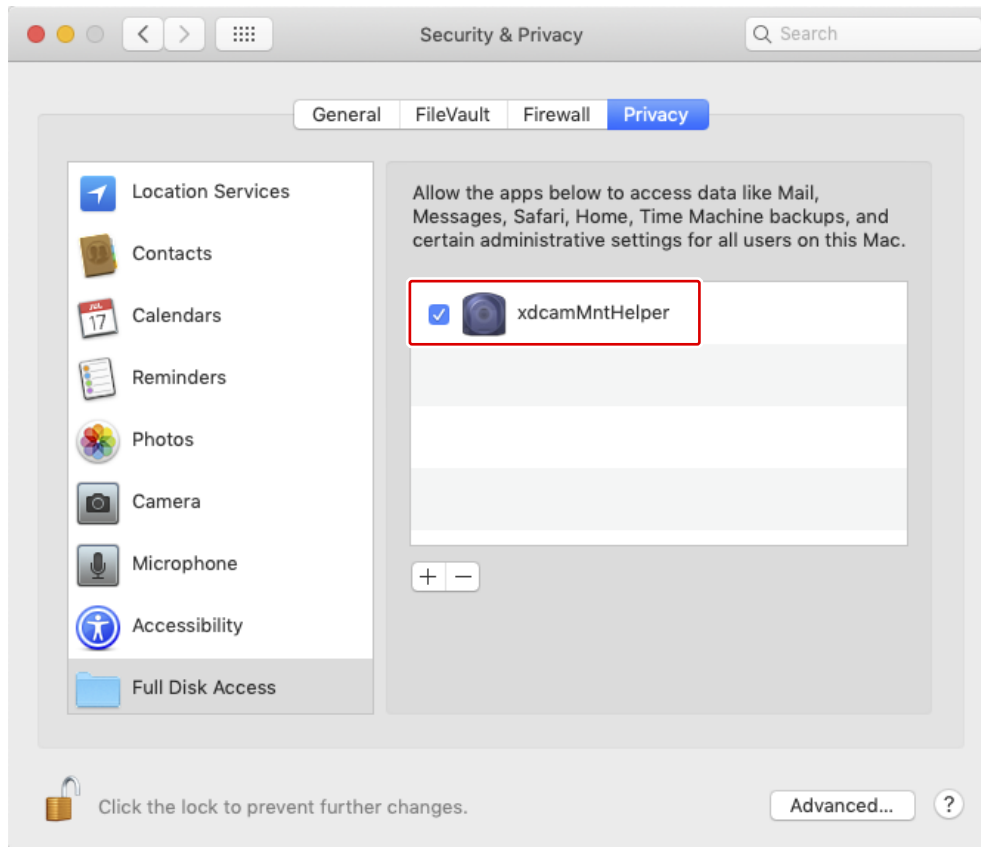 Security & Privacy
Search
General
FileVault
Firewall
Privacy
Location Services
Contacts
JUL
17
Calendars
Reminders
Photos
Camera
Microphone
Accessibility
Full Disk Access
Allow the apps below to access data like Mail,
Messages, Safari, Home, Time Machine backups, and
certain administrative settings for all users on this Mac.
xdcamMntHelper
+
−
Click the lock to prevent further changes.
Advanced...
?